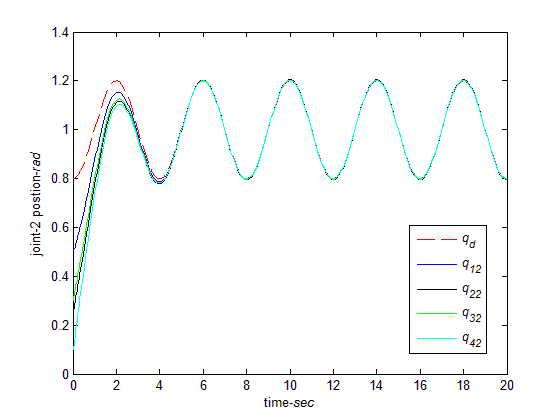 1.4
1.2
1
0.8
0.6
0.4
0.2
0
joint-2 postion-rad
q_d
q_12
q_22
q_32
q_42
0 2 4 6 8 10 12 14 16 18 20
time-sec